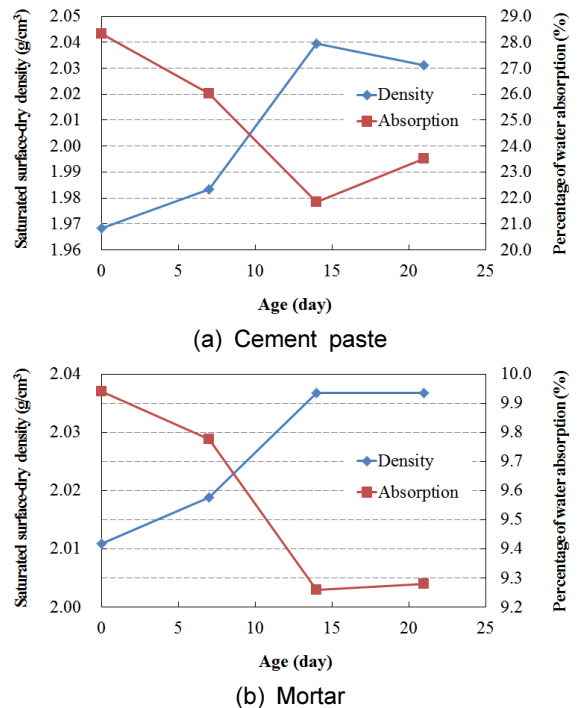 Saturated surface-dry density (g/cm³)
2.05
2.04
2.03
2.02
2.01
2.00
1.99
1.98
1.97
1.96
29.0
28.0
27.0
26.0
25.0
24.0
23.0
22.0
21.0
20.0
Percentage of water absorption (%)
Density
Absorption
0 5 10 15 20 25
Age (day)
(a) Cement paste
Saturated surface-dry density (g/cm³)
2.04
2.03
2.02
2.01
2.00
10.0
9.9
9.8
9.7
9.6
9.5
9.4
9.3
9.2
Percentage of water absorption (%)
Density
Absorption
0 5 10 15 20 25
Age (day)
(b) Mortar